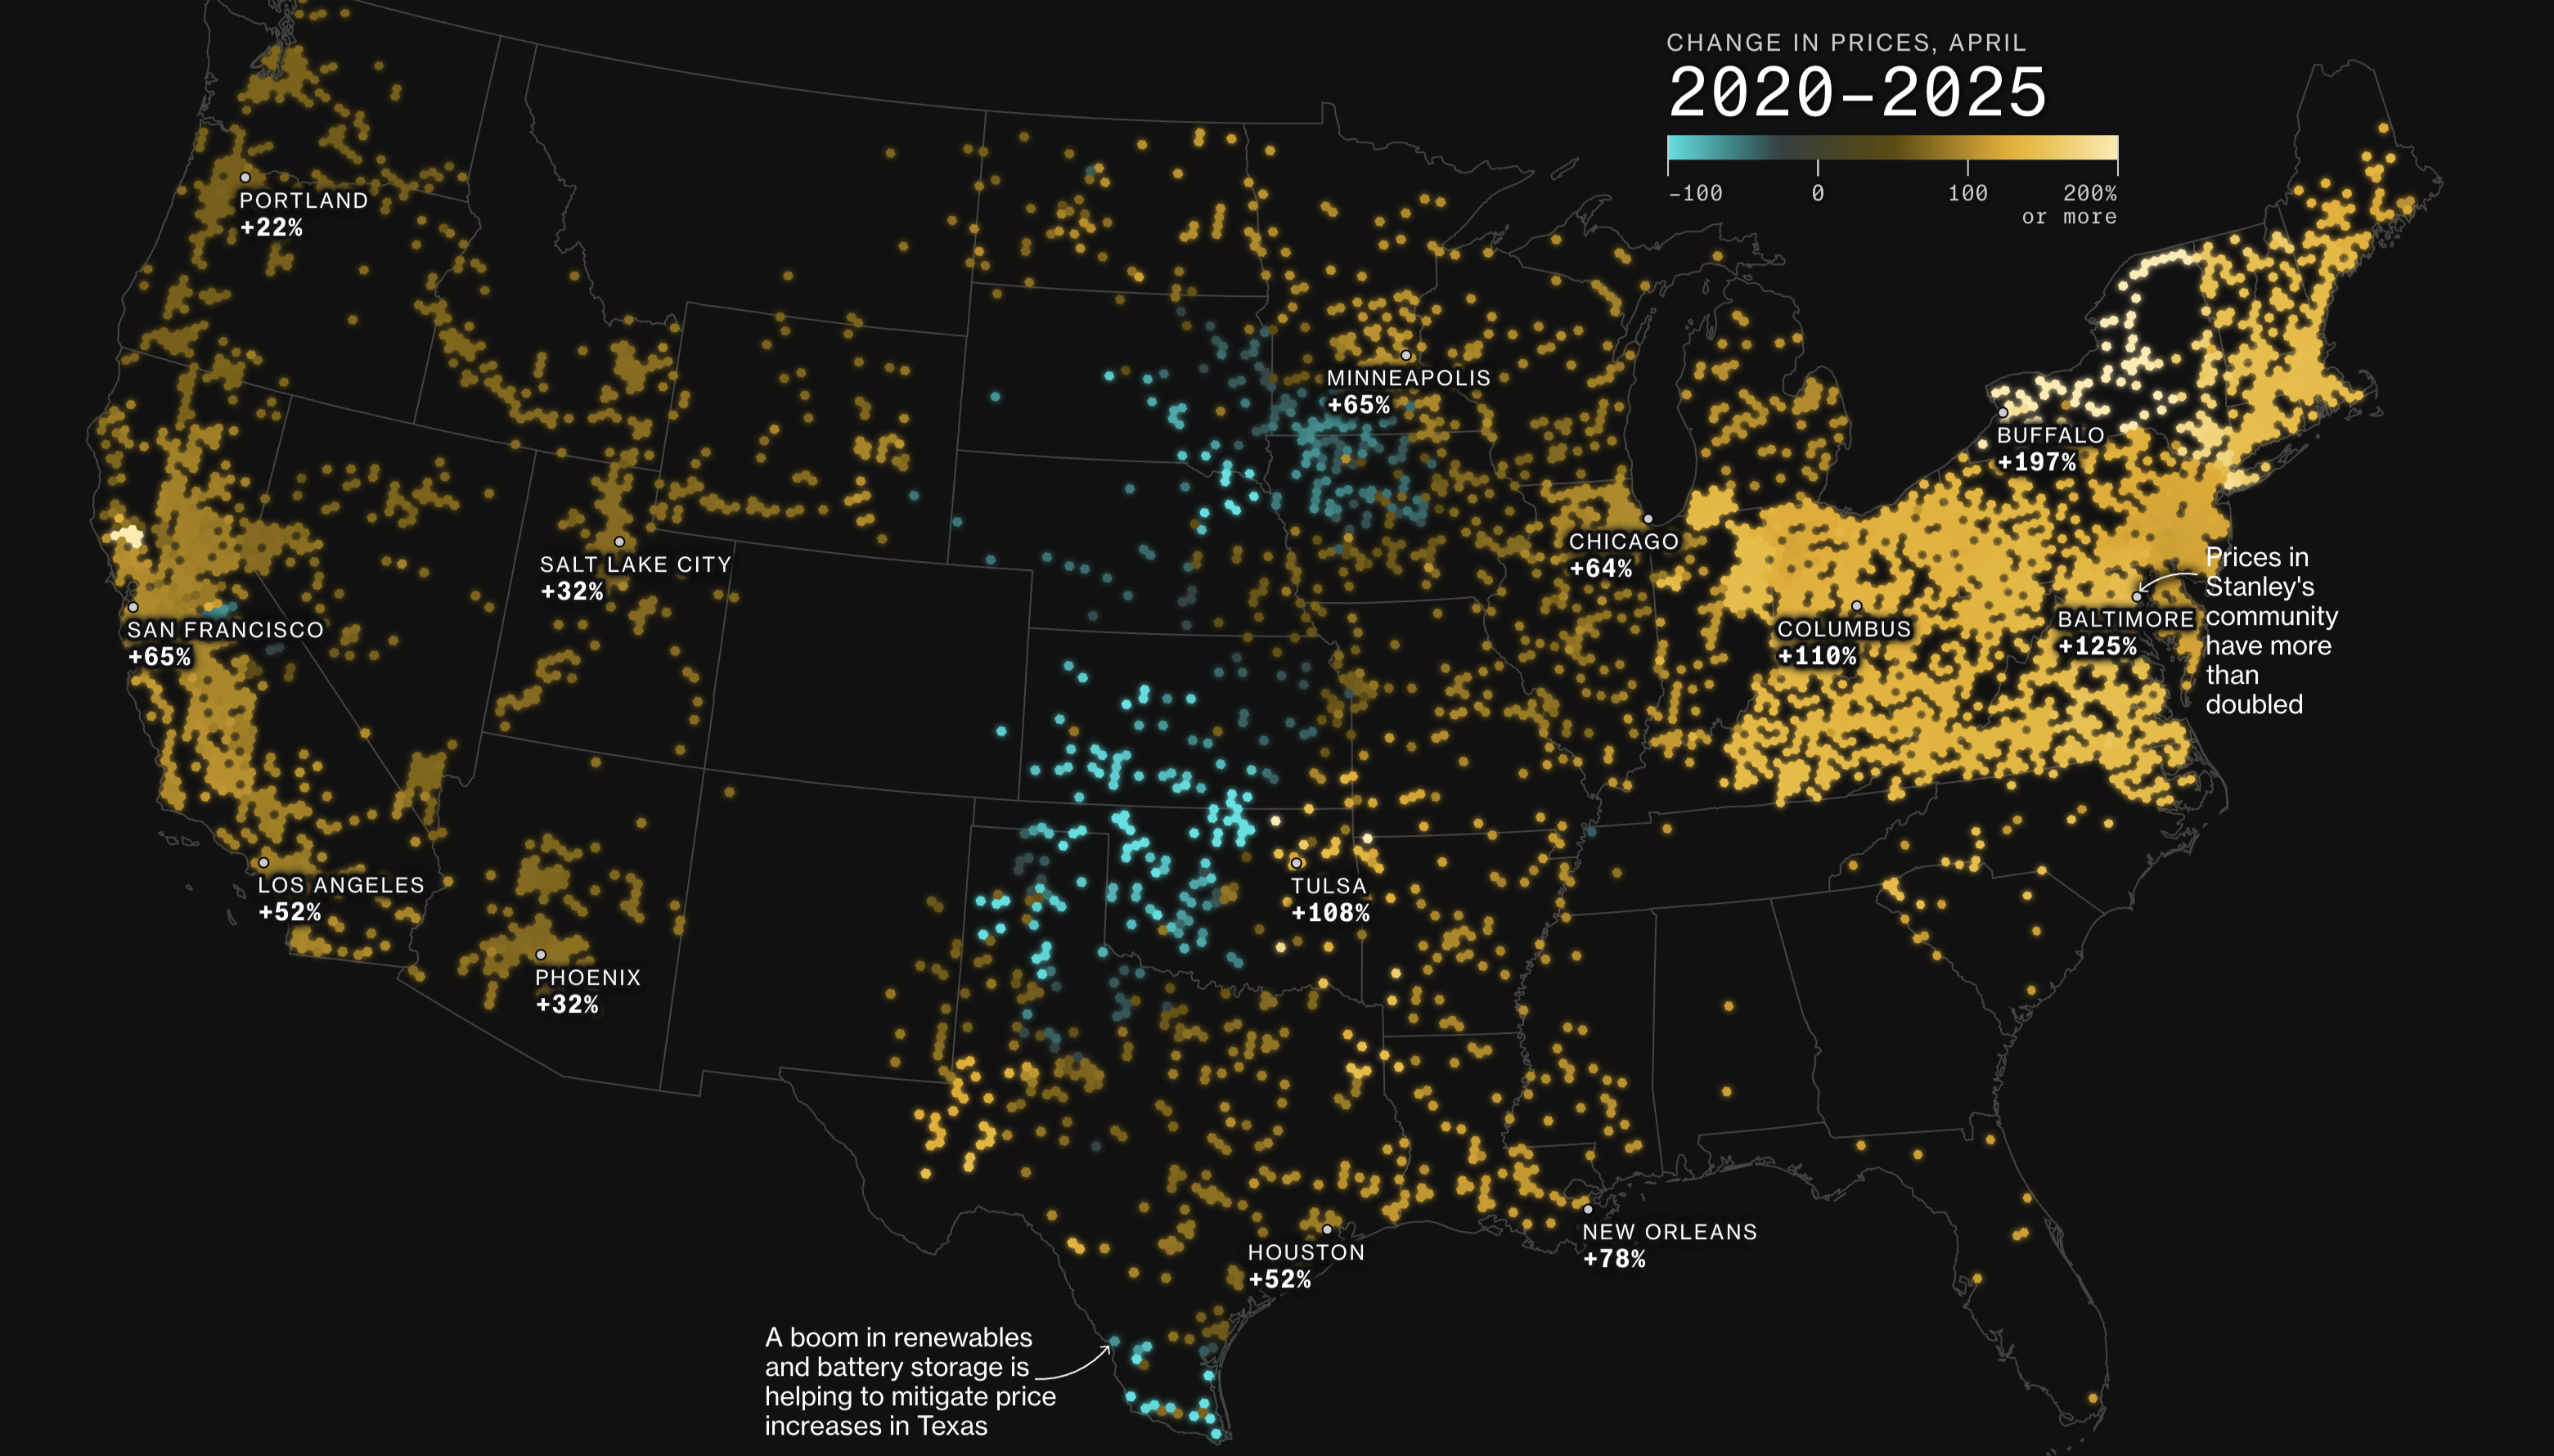 CHANGE IN PRICES, APRIL
2020–2025
-100 0 100 200%
or more
PORTLAND
+22%
MINNEAPOLIS
+65%
BUFFALO
+197%
SALT LAKE CITY
+32%
CHICAGO
+64%
SAN FRANCISCO
+65%
COLUMBUS
+110%
BALTIMORE
+125%
Prices in
Stanley's
community
have more
than
doubled
LOS ANGELES
+52%
TULSA
+108%
PHOENIX
+32%
HOUSTON
+52%
NEW ORLEANS
+78%
A boom in renewables
and battery storage is
helping to mitigate price
increases in Texas